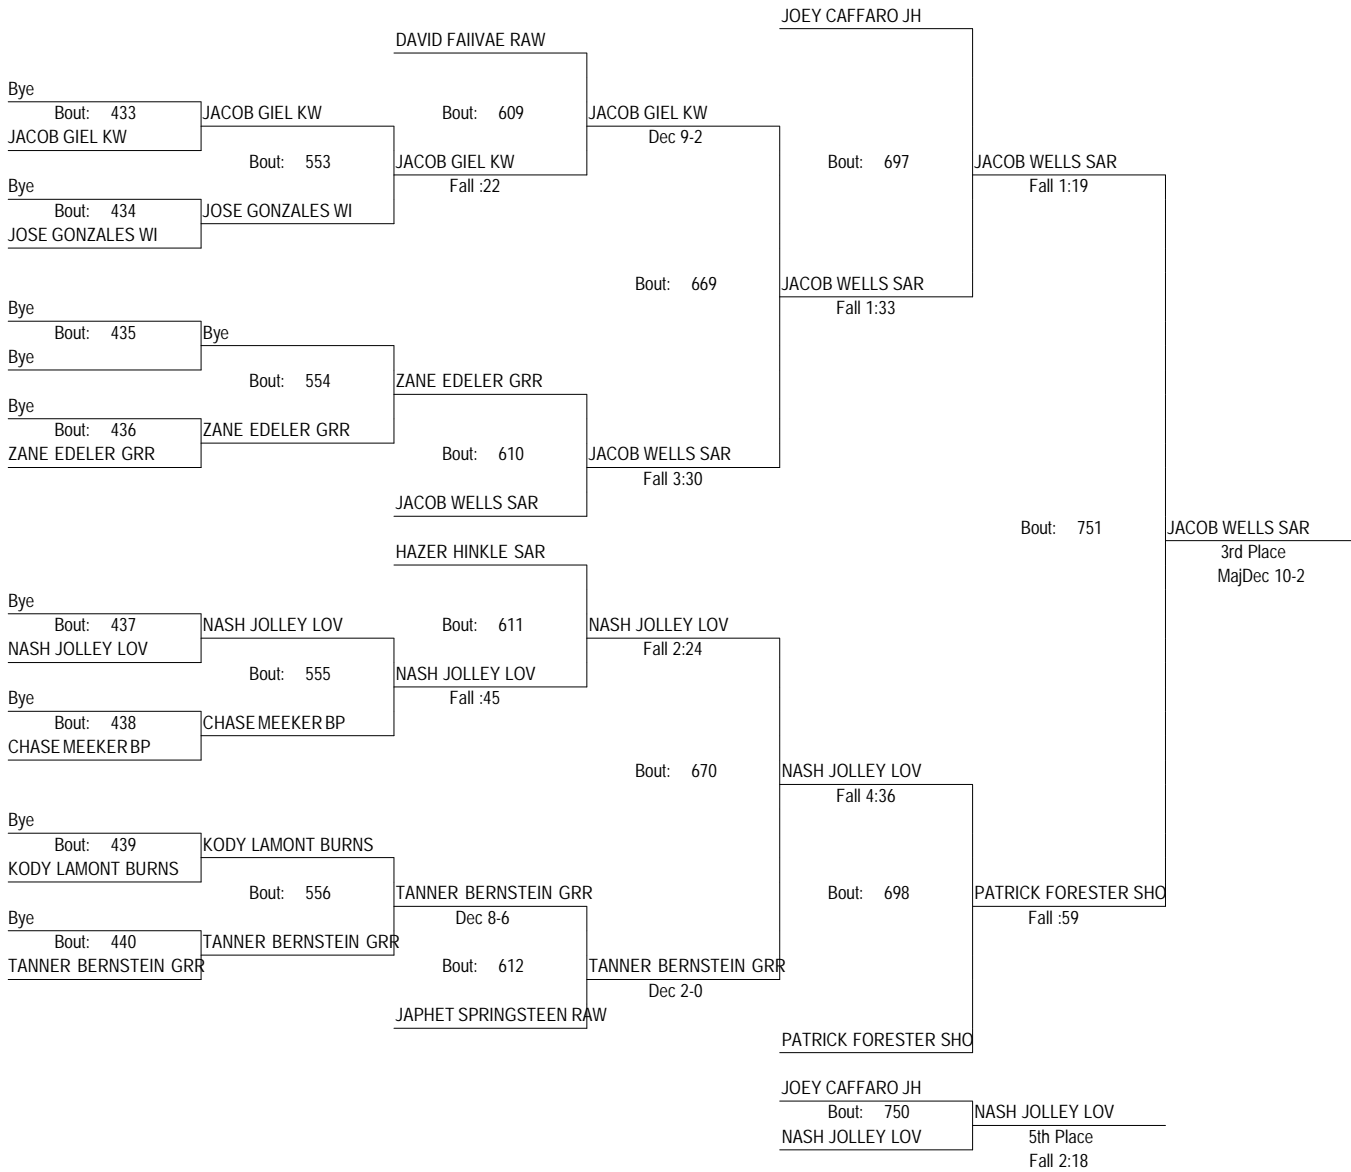 JOEY CAFFARO JH
DAVID FAIIVAE RAW
Bye
Bout: 433
JACOB GIEL KW
JACOB GIEL KW
Bout: 609
JACOB GIEL KW
Dec 9-2
Bout: 553
JACOB GIEL KW
Fall :22
Bout: 697
JACOB WELLS SAR
Fall 1:19
Bye
Bout: 434
JOSE GONZALES WI
JOSE GONZALES WI
Bout: 669
JACOB WELLS SAR
Fall 1:33
Bye
Bout: 435
Bye
Bye
Bout: 554
ZANE EDELER GRR
Bye
Bout: 436
ZANE EDELER GRR
ZANE EDELER GRR
Bout: 610
JACOB WELLS SAR
Fall 3:30
JACOB WELLS SAR
Bout: 751
JACOB WELLS SAR
3rd Place
MajDec 10-2
HAZER HINKLE SAR
Bye
Bout: 437
NASH JOLLEY LOV
NASH JOLLEY LOV
Bout: 611
NASH JOLLEY LOV
Fall 2:24
Bout: 555
NASH JOLLEY LOV
Fall :45
Bye
Bout: 438
CHASE MEEKER BP
CHASE MEEKER BP
Bout: 670
NASH JOLLEY LOV
Fall 4:36
Bye
Bout: 439
KODY LAMONT BURNS
KODY LAMONT BURNS
Bout: 556
TANNER BERNSTEIN GRR
Dec 8-6
Bout: 698
PATRICK FORESTER SHO
Fall :59
Bye
Bout: 440
TANNER BERNSTEIN GRR
TANNER BERNSTEIN GRR
Bout: 612
TANNER BERNSTEIN GRR
Dec 2-0
JAPHET SPRINGSTEEN RAW
PATRICK FORESTER SHO
JOEY CAFFARO JH
Bout: 750
NASH JOLLEY LOV
NASH JOLLEY LOV
5th Place
Fall 2:18